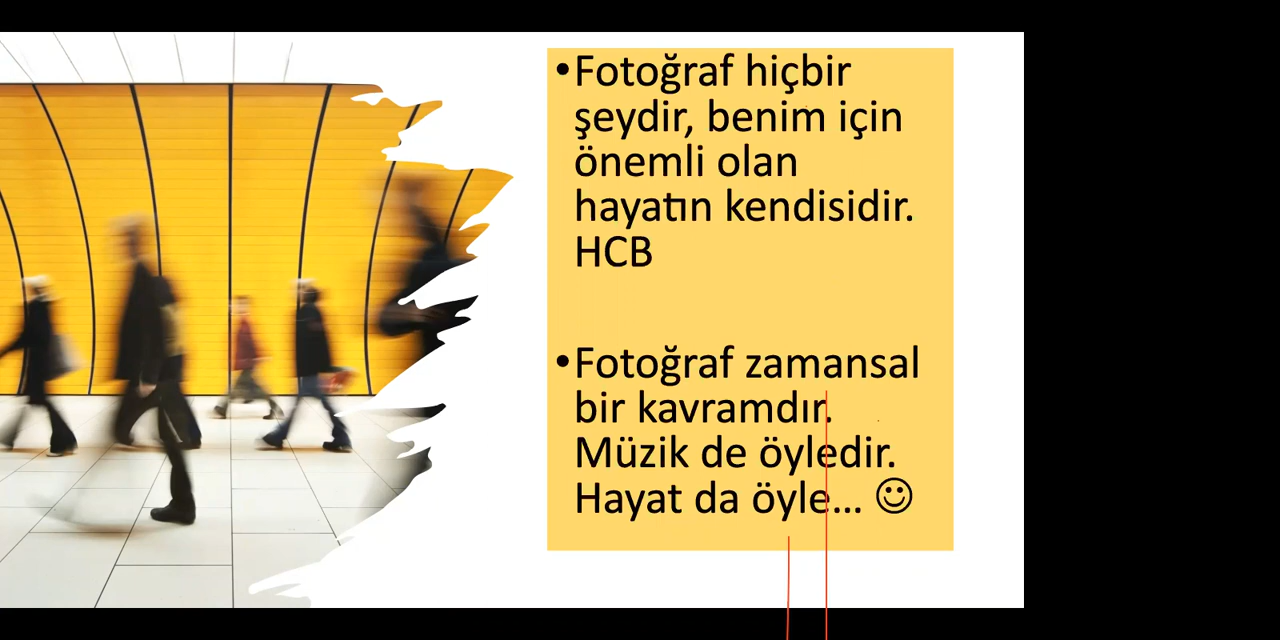 •Fotoğraf hiçbir
şeydir, benim için
önemli olan
hayatın kendisidir.
HCB
•Fotoğraf zamansal
bir kavramdır.
Müzik de öyledir.
Hayat da öyle... ☺